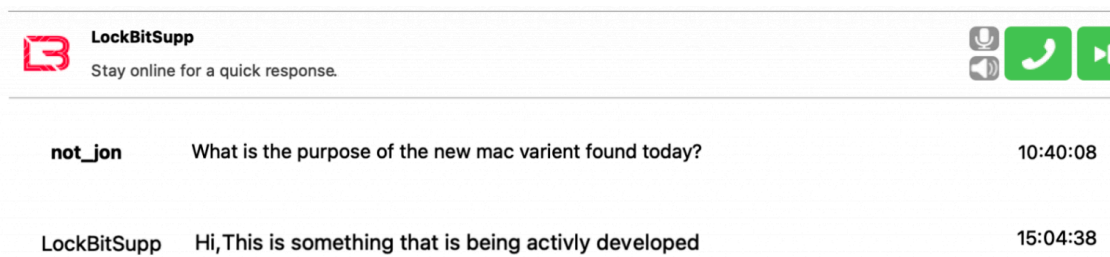 LockBitSupp
Stay online for a quick response.
not_jon What is the purpose of the new mac varient found today? 10:40:08
LockBitSupp Hi,This is something that is being activly developed 15:04:38